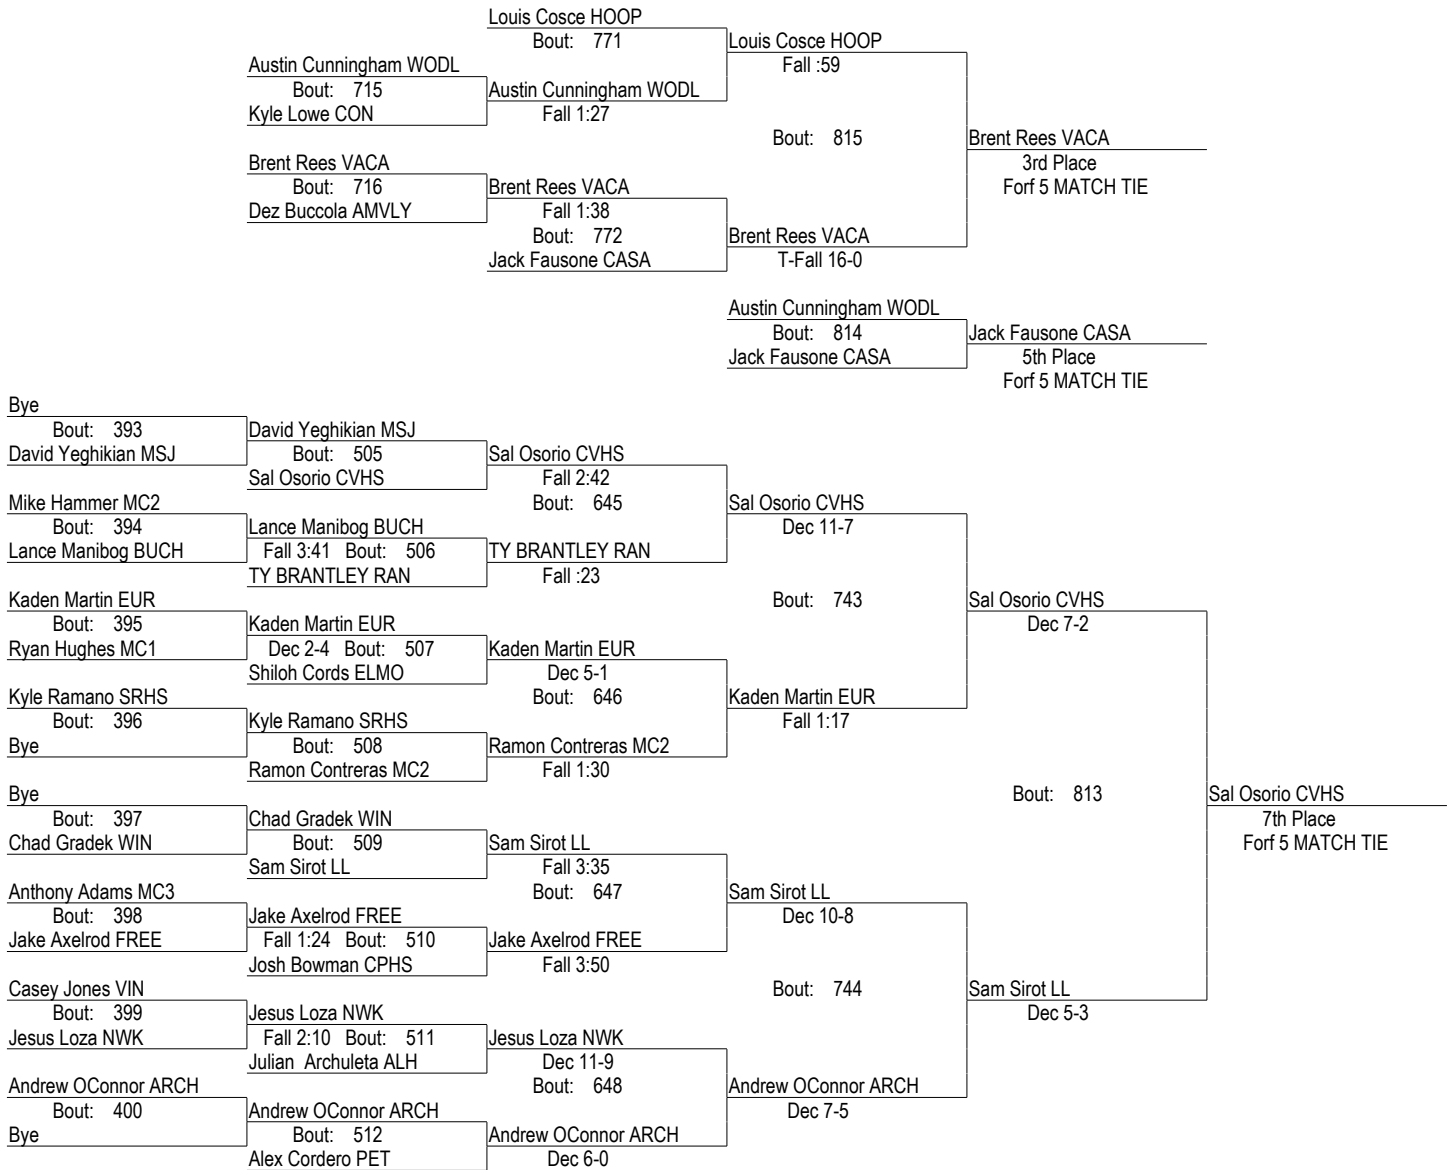 Louis Cosce HOOP
Bout: 771
Louis Cosce HOOP
Austin Cunningham WODL
Fall :59
Bout: 715
Austin Cunningham WODL
Kyle Lowe CON
Fall 1:27
Bout: 815
Brent Rees VACA
Brent Rees VACA
3rd Place
Bout: 716
Brent Rees VACA
Forf 5 MATCH TIE
Dez Buccola AMVLY
Fall 1:38
Bout: 772
Brent Rees VACA
Jack Fausone CASA
T-Fall 16-0
Austin Cunningham WODL
Bout: 814
Jack Fausone CASA
Jack Fausone CASA
5th Place
Forf 5 MATCH TIE
Bye
Bout: 393
David Yeghikian MSJ
David Yeghikian MSJ
Bout: 505
Sal Osorio CVHS
Sal Osorio CVHS
Fall 2:42
Mike Hammer MC2
Bout: 645
Sal Osorio CVHS
Bout: 394
Lance Manibog BUCH
Dec 11-7
Lance Manibog BUCH
Fall 3:41 Bout: 506
TY BRANTLEY RAN
TY BRANTLEY RAN
Fall :23
Kaden Martin EUR
Bout: 743
Sal Osorio CVHS
Bout: 395
Kaden Martin EUR
Dec 7-2
Ryan Hughes MC1
Dec 2-4 Bout: 507
Kaden Martin EUR
Shiloh Cords ELMO
Dec 5-1
Kyle Ramano SRHS
Bout: 646
Kaden Martin EUR
Bout: 396
Kyle Ramano SRHS
Fall 1:17
Bye
Bout: 508
Ramon Contreras MC2
Ramon Contreras MC2
Fall 1:30
Bye
Bout: 813
Sal Osorio CVHS
Bout: 397
Chad Gradek WIN
7th Place
Chad Gradek WIN
Bout: 509
Sam Sirot LL
Forf 5 MATCH TIE
Sam Sirot LL
Fall 3:35
Anthony Adams MC3
Bout: 647
Sam Sirot LL
Bout: 398
Jake Axelrod FREE
Dec 10-8
Jake Axelrod FREE
Fall 1:24 Bout: 510
Jake Axelrod FREE
Josh Bowman CPHS
Fall 3:50
Casey Jones VIN
Bout: 744
Sam Sirot LL
Bout: 399
Jesus Loza NWK
Dec 5-3
Jesus Loza NWK
Fall 2:10 Bout: 511
Jesus Loza NWK
Julian Archuleta ALH
Dec 11-9
Andrew OConnor ARCH
Bout: 648
Andrew OConnor ARCH
Bout: 400
Andrew OConnor ARCH
Dec 7-5
Bye
Bout: 512
Andrew OConnor ARCH
Alex Cordero PET
Dec 6-0